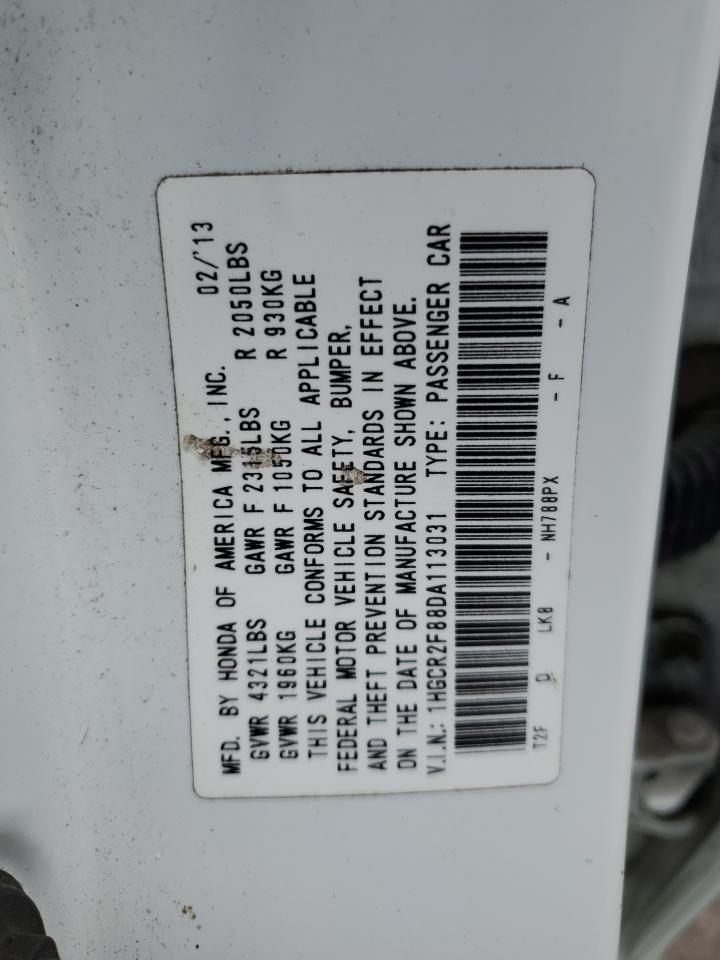 MFD. BY HONDA OF AMERICA MFG., INC. 02/'13
GVWR 4321LBS GAWR F 2315LBS R 2050LBS
GVWR 1960KG GAWR F 1050KG R 930KG
THIS VEHICLE CONFORMS TO ALL APPLICABLE
FEDERAL MOTOR VEHICLE SAFETY, BUMPER,
AND THEFT PREVENTION STANDARDS IN EFFECT
ON THE DATE OF MANUFACTURE SHOWN ABOVE.
V.I.N.: 1HGCR2F88DA113031 TYPE: PASSENGER CAR
T2F D LK8 - NH788PX - F - A